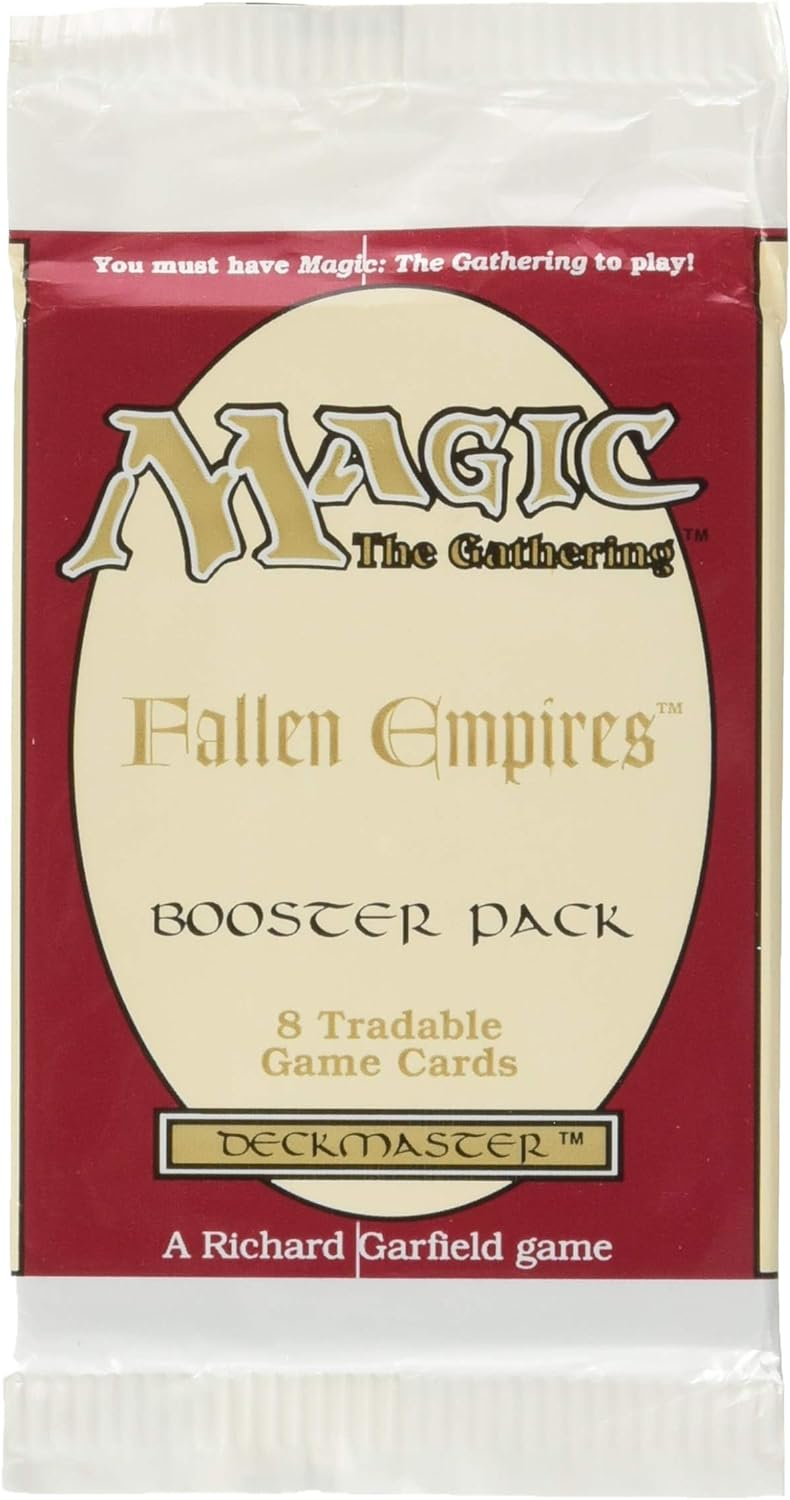 You must have Magic: The Gathering to play!
Magic
The Gathering™
Fallen Empires™
BOOSTER PACK
8 Tradable
Game Cards
DECKMASTER™
A Richard Garfield game